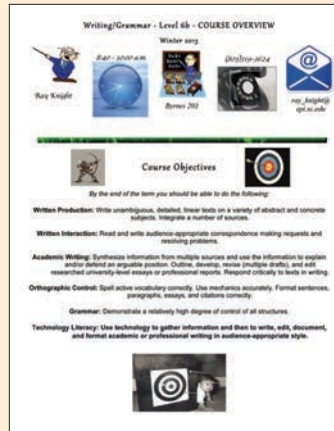 Writing/Grammar - Level 6b - COURSE OVERVIEW
Winter 2013
8:40 - 10:00 a.m.
Ray Knight
Byrnes 203
ray_knight@
epi.sc.edu
Course Objectives
By the end of the term you should be able to do the following:
Written Production: Write unambiguous, detailed, linear texts on a variety of abstract and concrete
subjects. Integrate a number of sources.
Written Interaction: Read and write audience-appropriate correspondence making requests and
resolving problems.
Academic Writing: Synthesize information from multiple sources and use the information to explain
and/or defend an arguable position. Outline, develop, revise (multiple drafts), and edit
researched university-level essays or professional reports. Respond critically to texts in writing.
Orthographic Control: Spell active vocabulary correctly. Use mechanics accurately. Format sentences,
paragraphs, essays, and citations correctly.
Grammar: Demonstrate a relatively high degree of control of all structures.
Technology Literacy: Use technology to gather information and then to write, edit, document,
and format academic or professional writing in audience-appropriate style.